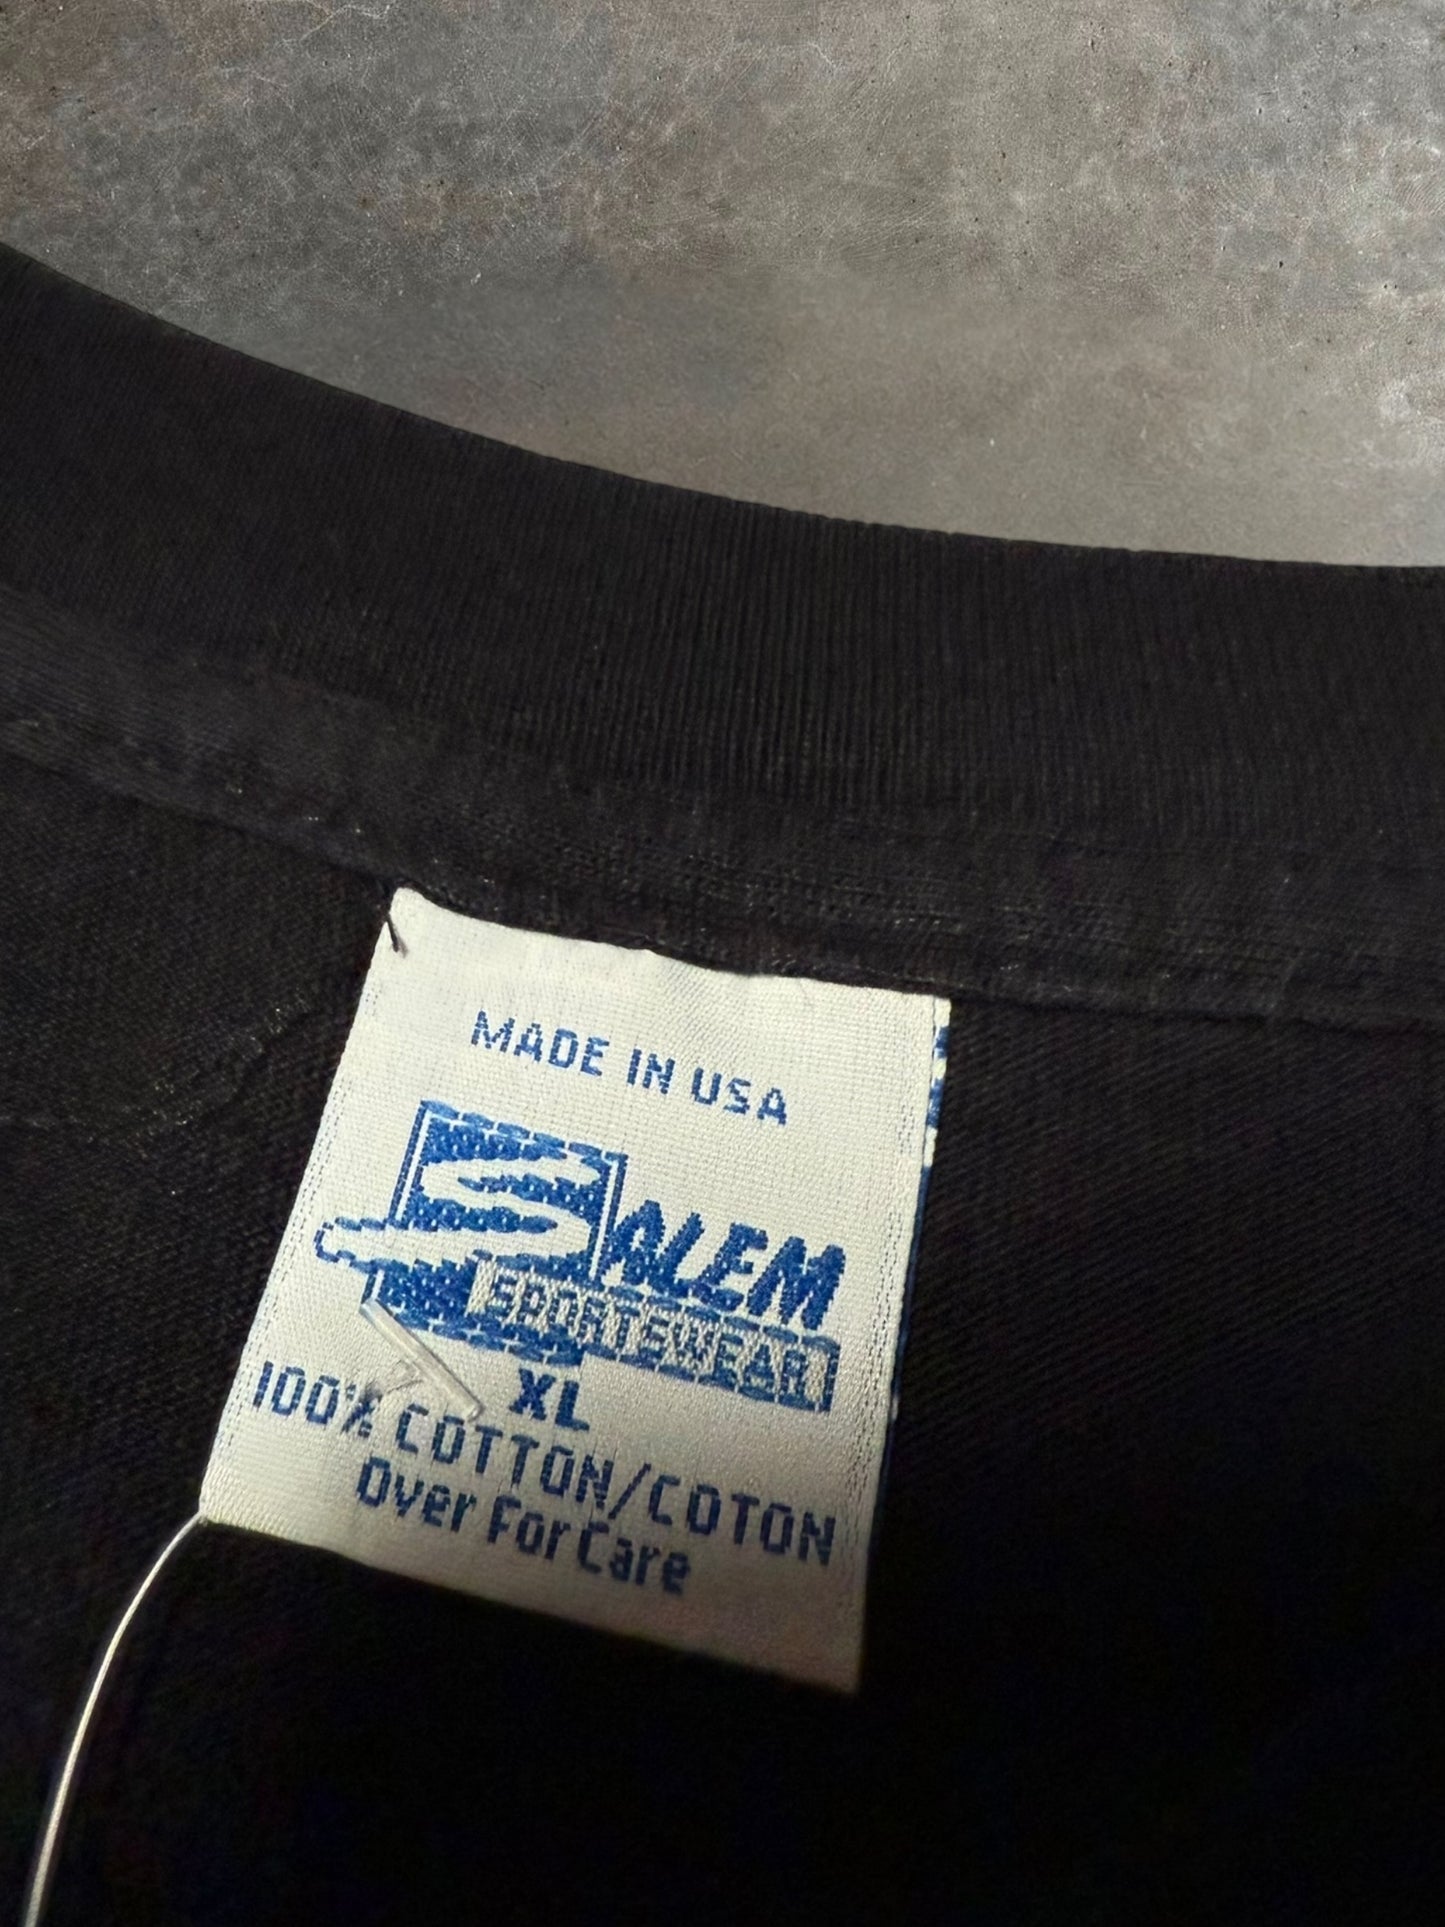 MADE IN USA
SALEM
SPORTSWEAR
XL
100% COTTON/COTON
Over For Care